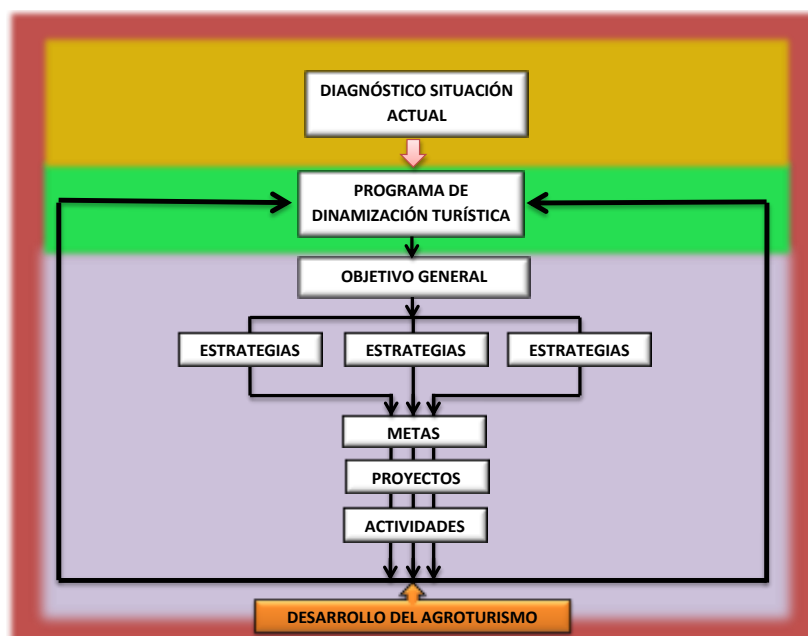 DIAGNÓSTICO SITUACIÓN
ACTUAL
PROGRAMA DE
DINAMIZACIÓN TURÍSTICA
OBJETIVO GENERAL
ESTRATEGIAS
ESTRATEGIAS
ESTRATEGIAS
METAS
PROYECTOS
ACTIVIDADES
DESARROLLO DEL AGROTURISMO